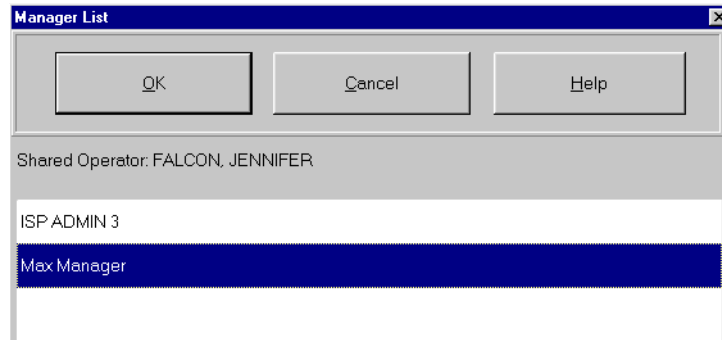 Manager List
OK Cancel Help
Shared Operator: FALCON, JENNIFER
ISP ADMIN 3
Max Manager